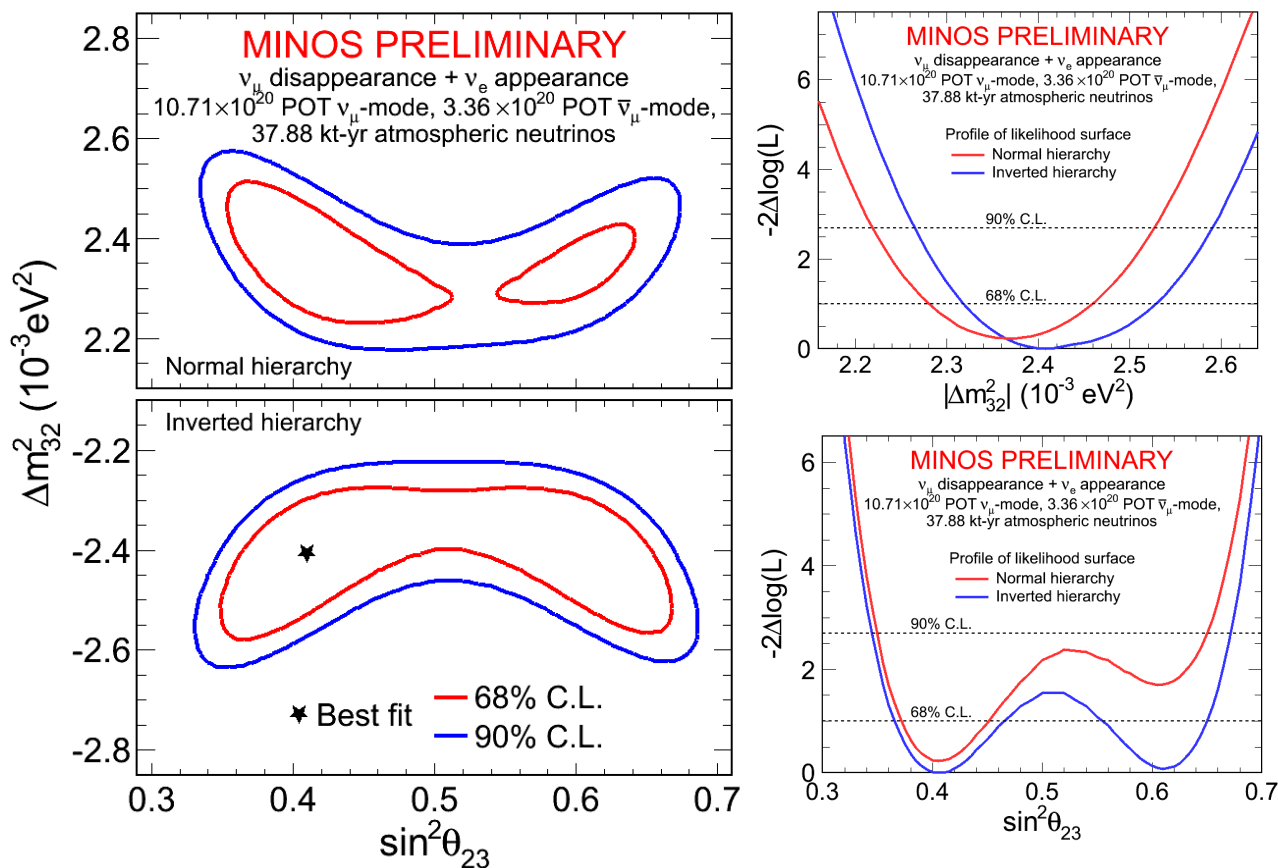 MINOS PRELIMINARY
νμ disappearance + νe appearance
10.71×10²⁰ POT νμ-mode, 3.36×10²⁰ POT ν̄μ-mode,
37.88 kt-yr atmospheric neutrinos
2.8
2.6
2.4
2.2
Normal hierarchy
Δm²₃₂ (10⁻³eV²)
Inverted hierarchy
-2.2
-2.4
-2.6
-2.8
Best fit
68% C.L.
90% C.L.
0.3 0.4 0.5 0.6 0.7
sin²θ₂₃
MINOS PRELIMINARY
νμ disappearance + νe appearance
10.71×10²⁰ POT νμ-mode, 3.36×10²⁰ POT ν̄μ-mode,
37.88 kt-yr atmospheric neutrinos
Profile of likelihood surface
Normal hierarchy
Inverted hierarchy
90% C.L.
68% C.L.
-2Δlog(L)
6
4
2
0
2.2 2.3 2.4 2.5 2.6
|Δm²₃₂| (10⁻³ eV²)
MINOS PRELIMINARY
νμ disappearance + νe appearance
10.71×10²⁰ POT νμ-mode, 3.36×10²⁰ POT ν̄μ-mode,
37.88 kt-yr atmospheric neutrinos
Profile of likelihood surface
Normal hierarchy
Inverted hierarchy
90% C.L.
68% C.L.
-2Δlog(L)
6
4
2
0
0.3 0.4 0.5 0.6 0.7
sin²θ₂₃